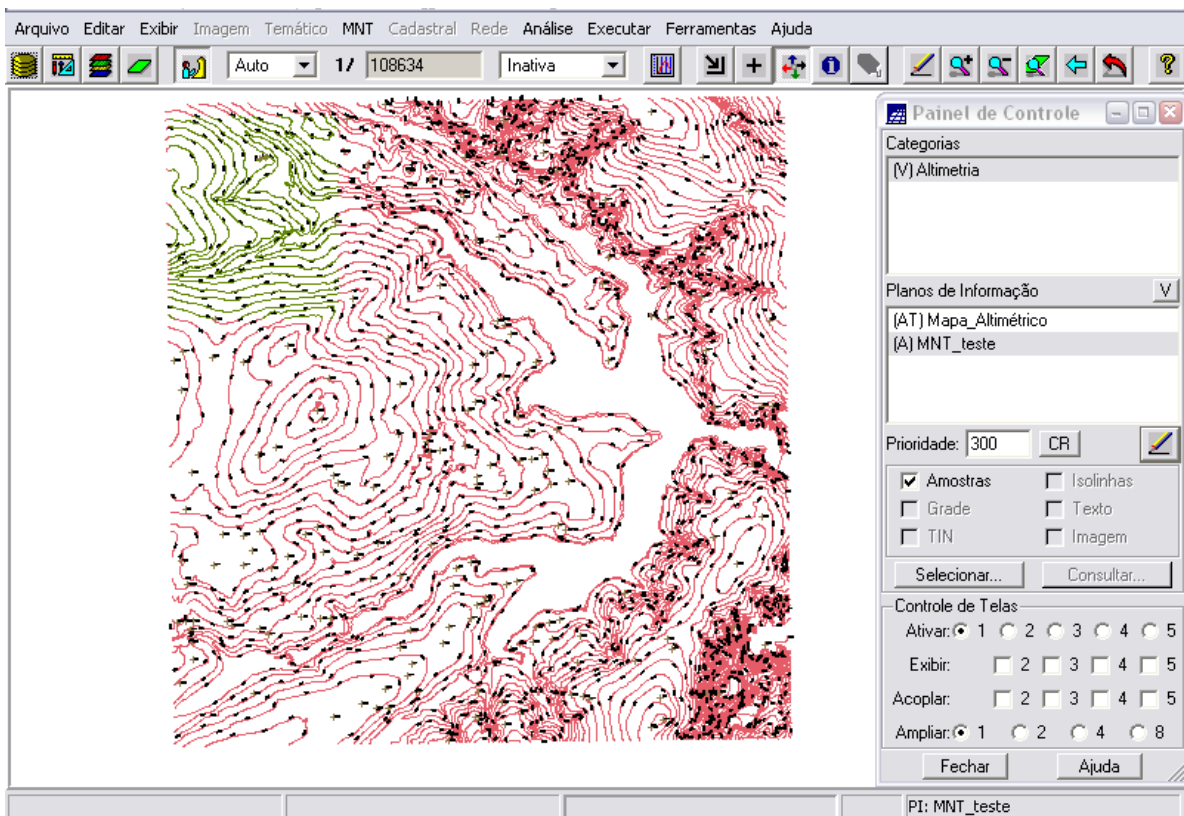 Arquivo Editar Exibir Imagem Temático MNT Cadastral Rede Análise Executar Ferramentas Ajuda
Auto 1/ 108634 Inativa
Painel de Controle
Categorias
(V) Altimetria
Planos de Informação V
(AT) Mapa_Altimétrico
(A) MNT_teste
Prioridade: 300 CR
Amostras Isolinhas
Grade Texto
TIN Imagem
Selecionar... Consultar...
Controle de Telas
Ativar: 1 2 3 4 5
Exibir: 2 3 4 5
Acoplar: 2 3 4 5
Ampliar: 1 2 4 8
Fechar Ajuda
PI: MNT_teste